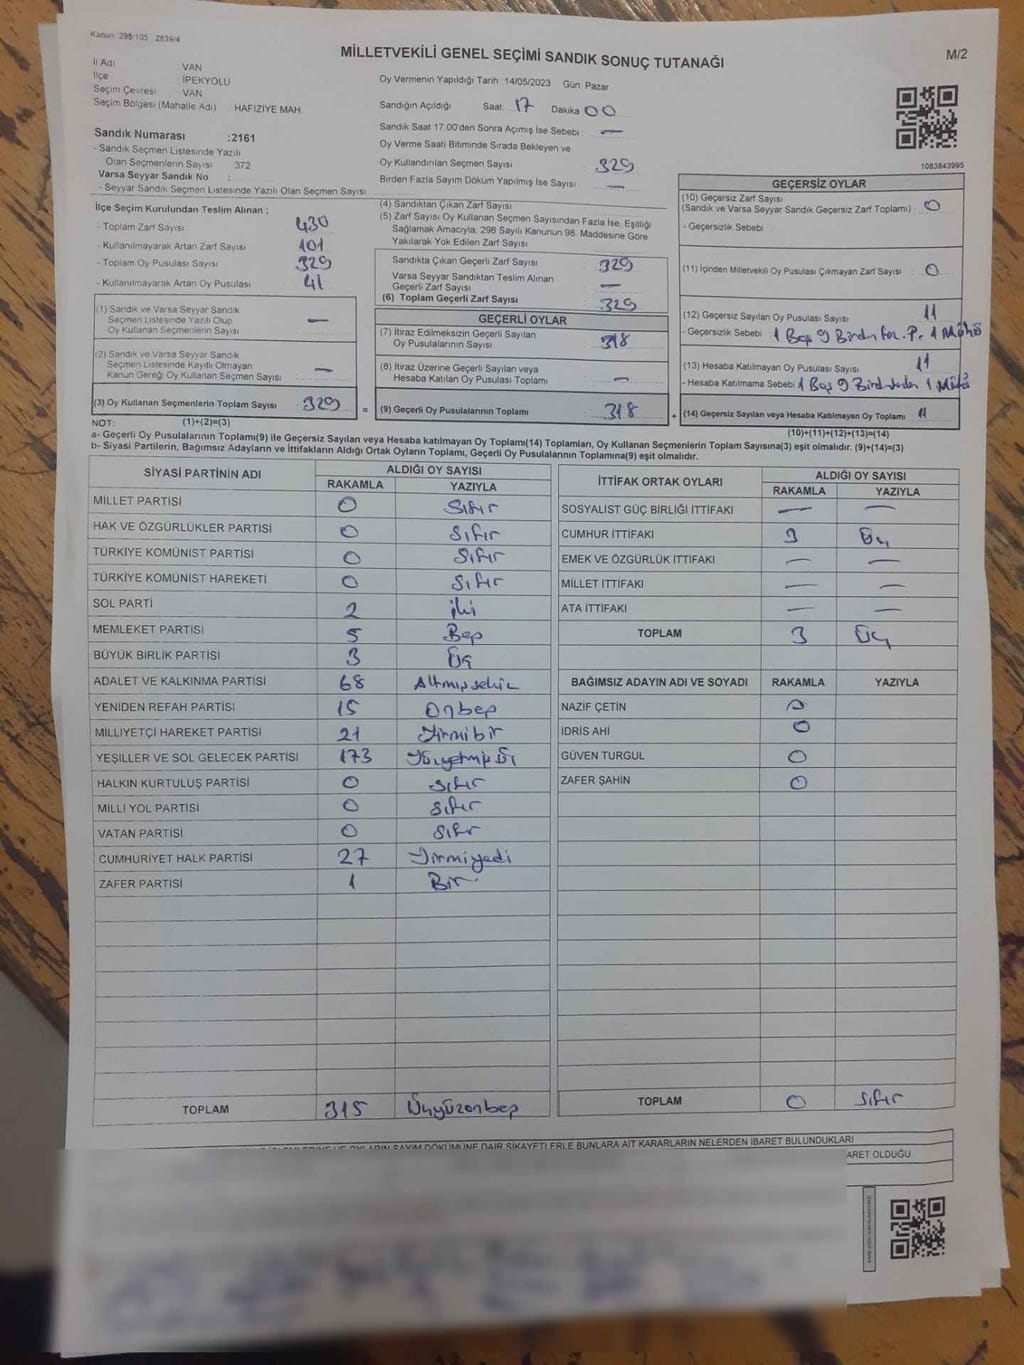 Kanun: 298/105 . 2839/4
MİLLETVEKİLİ GENEL SEÇİMİ SANDIK SONUÇ TUTANAĞI
M/2
İl Adı VAN
İlçe İPEKYOLU
Seçim Çevresi VAN
Seçim Bölgesi (Mahalle Adı) HAFIZİYE MAH.
Sandık Numarası :2161
- Sandık Seçmen Listesinde Yazılı
Olan Seçmenlerin Sayısı 372
Varsa Seyyar Sandık No :
- Seyyar Sandık Seçmen Listesinde Yazılı Olan Seçmen Sayısı
Oy Vermenin Yapıldığı Tarih :14/05/2023 Gün: Pazar
Sandığın Açıldığı Saat: 17 Dakika 00
Sandık Saat 17:00'den Sonra Açımış İse Sebebi : —
Oy Verme Saati Bitiminde Sırada Bekleyen ve
Oy Kullandırılan Seçmen Sayısı 329
Birden Fazla Sayım Döküm Yapılmış İse Sayısı —
1083843995
İlçe Seçim Kurulundan Teslim Alınan ;
- Toplam Zarf Sayısı 430
- Kullanılmayarak Artan Zarf Sayısı 101
- Toplam Oy Pusulası Sayısı 329
- Kullanılmayarak Artan Oy Pusulası 41
(1) Sandık ve Varsa Seyyar Sandık
Seçmen Listesinde Yazılı Olup
Oy Kullanan Seçmenlerin Sayısı —
(2) Sandık ve Varsa Seyyar Sandık
Seçmen Listesinde Kayıtlı Olmayan
Kanun Gereği Oy Kullanan Seçmen Sayısı —
(3) Oy Kullanan Seçmenlerin Toplam Sayısı 329
(1)+(2)=(3)
(4) Sandıktan Çıkan Zarf Sayısı
(5) Zarf Sayısı Oy Kullanan Seçmen Sayısından Fazla İse, Eşitliği
Sağlamak Amacıyla; 298 Sayılı Kanunun 98. Maddesine Göre
Yakılarak Yok Edilen Zarf Sayısı
Sandıkta Çıkan Geçerli Zarf Sayısı 329
Varsa Seyyar Sandıktan Teslim Alınan
Geçerli Zarf Sayısı —
(6) Toplam Geçerli Zarf Sayısı 329
GEÇERLİ OYLAR
(7) İtiraz Edilmeksizin Geçerli Sayılan
Oy Pusulalarının Sayısı 318
(8) İtiraz Üzerine Geçerli Sayılan veya
Hesaba Katılan Oy Pusulası Toplamı —
= (9) Geçerli Oy Pusulalarının Toplamı 318
GEÇERSİZ OYLAR
(10) Geçersiz Zarf Sayısı
(Sandık ve Varsa Seyyar Sandık Geçersiz Zarf Toplamı) : 0
- Geçersizlik Sebebi
(11) İçinden Milletvekili Oy Pusulası Çıkmayan Zarf Sayısı 0
(12) Geçersiz Sayılan Oy Pusulası Sayısı 11
- Geçersizlik Sebebi : 1 Boş 9 Birden
(13) Hesaba Katılmayan Oy Pusulası Sayısı 11
- Hesaba Katılmama Sebebi 1 Boş 9
+ (14) Geçersiz Sayılan veya Hesaba Katılmayan Oy Toplamı 11
(10)+(11)+(12)+(13)=(14)
NOT:
a- Geçerli Oy Pusulalarının Toplamı(9) ile Geçersiz Sayılan veya Hesaba katılmayan Oy Toplamı(14) Toplamları, Oy Kullanan Seçmenlerin Toplam Sayısına(3) eşit olmalıdır. (9)+(14)=(3)
b- Siyasi Partilerin, Bağımsız Adayların ve İttifakların Aldığı Ortak Oyların Toplamı, Geçerli Oy Pusulalarının Toplamına(9) eşit olmalıdır.
SİYASİ PARTİNİN ADI ALDIĞI OY SAYISI
RAKAMLA YAZIYLA
MİLLET PARTİSİ 0 Sıfır
HAK VE ÖZGÜRLÜKLER PARTİSİ 0 Sıfır
TÜRKİYE KOMÜNİST PARTİSİ 0 Sıfır
TÜRKİYE KOMÜNİST HAREKETİ 0 Sıfır
SOL PARTİ 2 İki
MEMLEKET PARTİSİ 5 Beş
BÜYÜK BİRLİK PARTİSİ 3 Üç
ADALET VE KALKINMA PARTİSİ 68 Altmışsekiz
YENİDEN REFAH PARTİSİ 15 Onbeş
MİLLİYETÇİ HAREKET PARTİSİ 21 Yirmibir
YEŞİLLER VE SOL GELECEK PARTİSİ 173 Yüzyetmişüç
HALKIN KURTULUŞ PARTİSİ 0 Sıfır
MİLLİ YOL PARTİSİ 0 Sıfır
VATAN PARTİSİ 0 Sıfır
CUMHURİYET HALK PARTİSİ 27 Yirmiyedi
ZAFER PARTİSİ 1 Bir
TOPLAM 315 Üçyüzonbeş
İTTİFAK ORTAK OYLARI ALDIĞI OY SAYISI
RAKAMLA YAZIYLA
SOSYALİST GÜÇ BİRLİĞİ İTTİFAKI — —
CUMHUR İTTİFAKI 3 Üç
EMEK VE ÖZGÜRLÜK İTTİFAKI — —
MİLLET İTTİFAKI — —
ATA İTTİFAKI — —
TOPLAM 3 Üç
BAĞIMSIZ ADAYIN ADI VE SOYADI RAKAMLA YAZIYLA
NAZİF ÇETİN 0
İDRİS AHİ 0
GÜVEN TURGUL 0
ZAFER ŞAHİN 0
TOPLAM 0 Sıfır
SAYIM DÖKÜMÜNE DAİR ŞİKAYETLERLE BUNLARA AİT KARARLARIN NELERDEN İBARET BULUNDUKLARI
ARET OLDUĞU